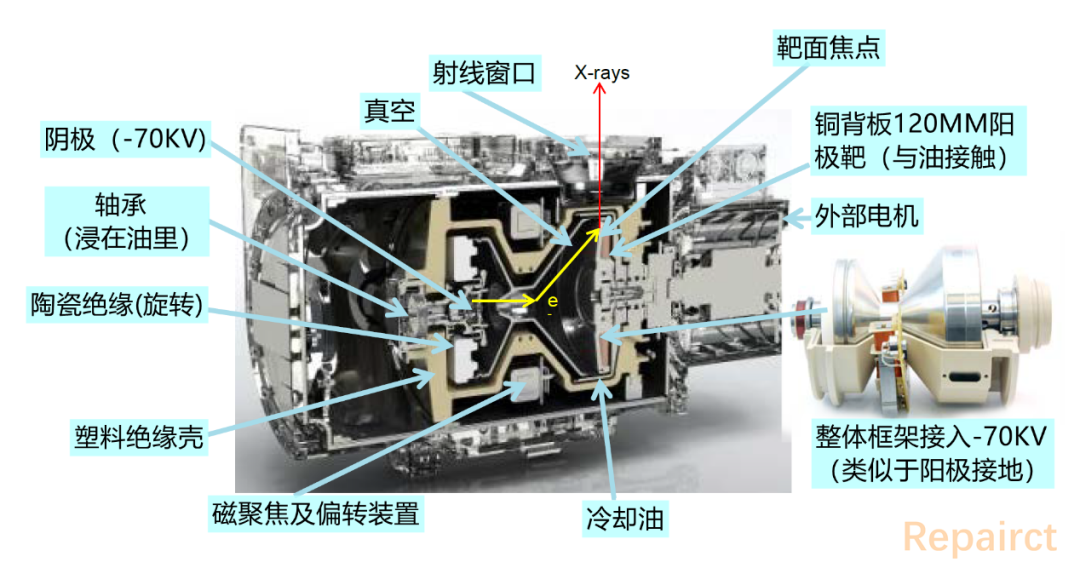 靶面焦点
射线窗口
X-rays
真空
阴极（-70KV)
铜背板120MM阳
极靶（与油接触）
轴承
（浸在油里）
外部电机
陶瓷绝缘(旋转)
e
-
塑料绝缘壳
整体框架接入-70KV
（类似于阳极接地）
磁聚焦及偏转装置
冷却油
Repairct